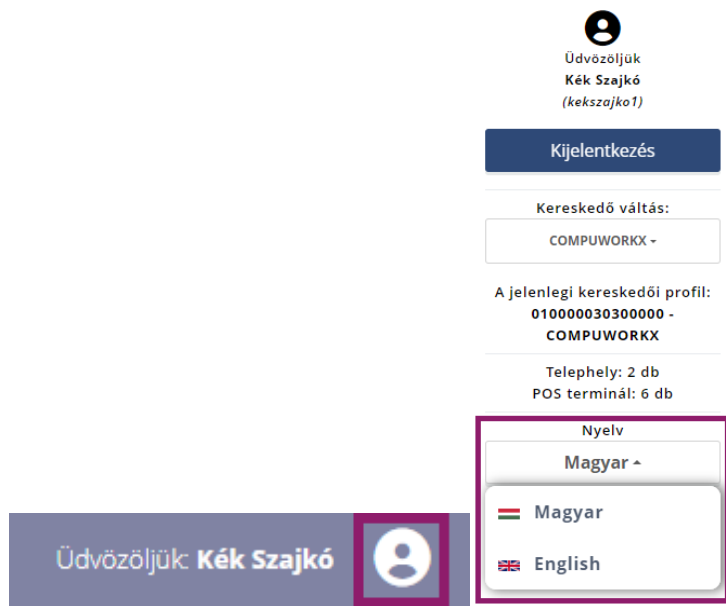 Üdvözöljük
Kék Szajkó
(kekszajko1)
Kijelentkezés
Kereskedő váltás:
COMPUWORKX
A jelenlegi kereskedői profil:
010000030300000 -
COMPUWORKX
Telephely: 2 db
POS terminál: 6 db
Nyelv
Magyar
Magyar
English
Üdvözöljük: Kék Szajkó